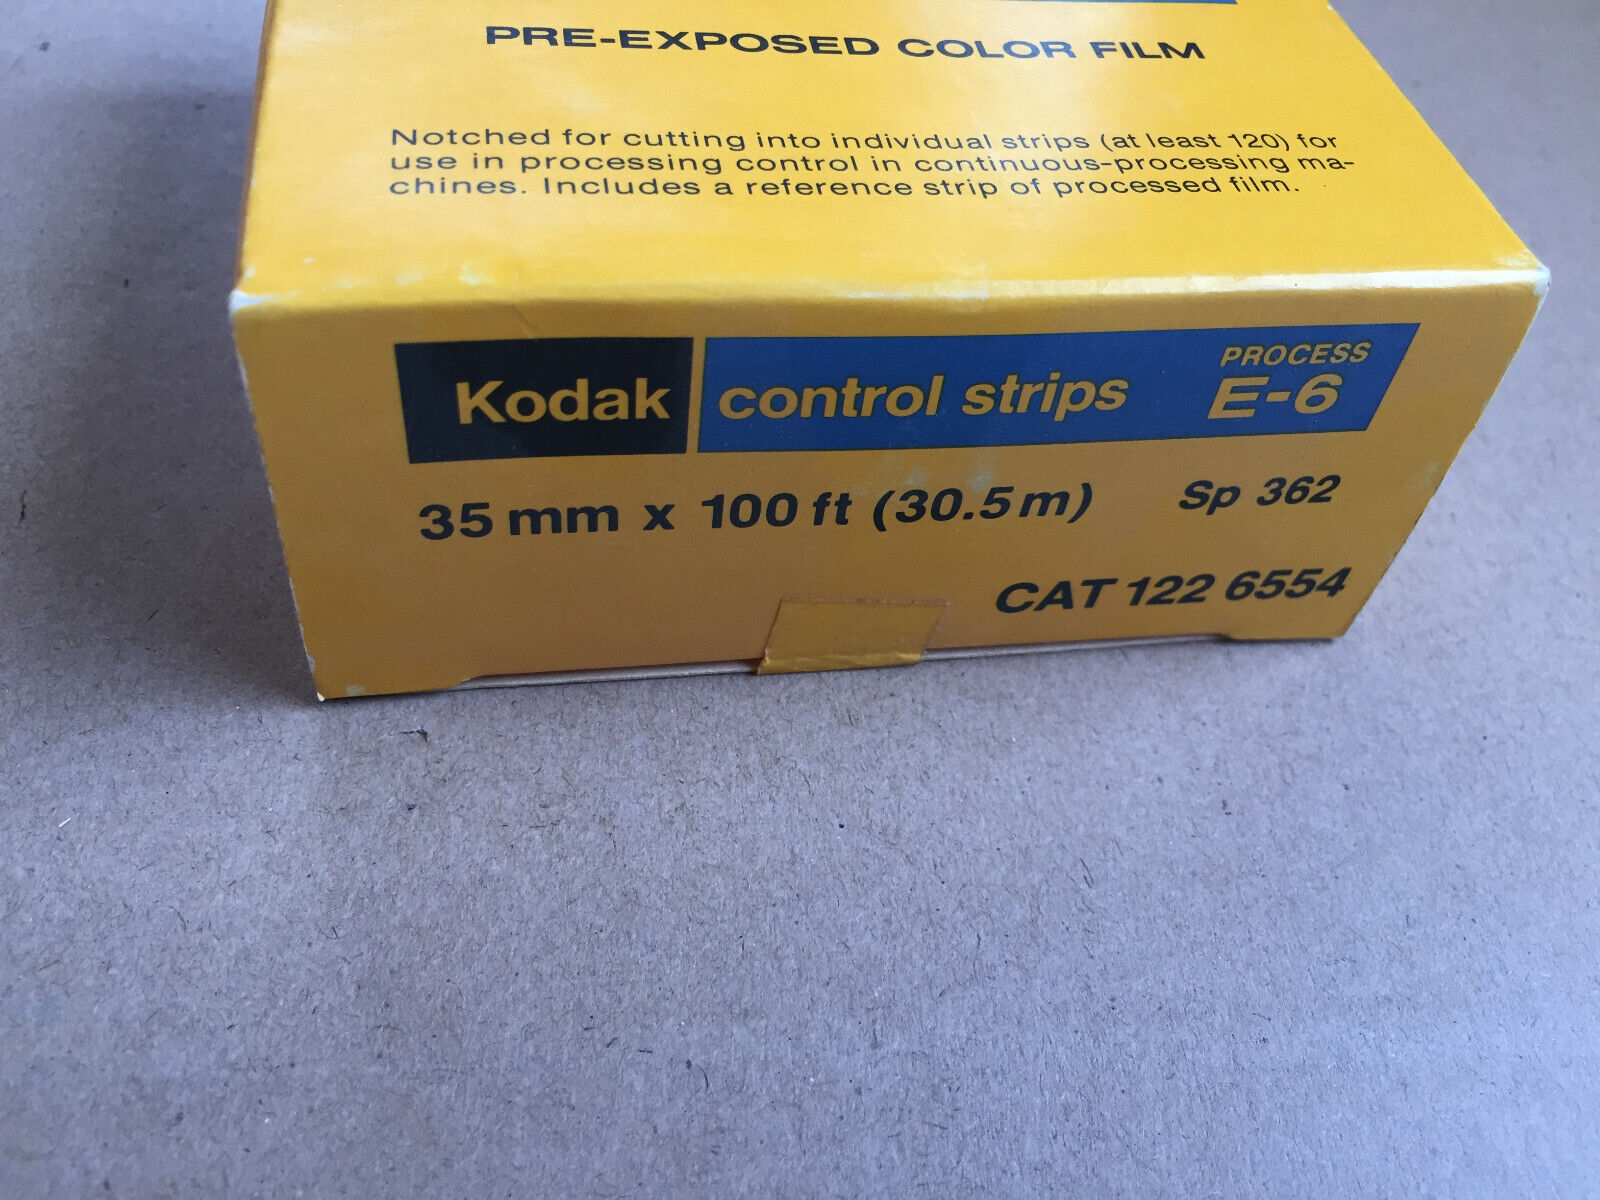 PRE-EXPOSED COLOR FILM
Notched for cutting into individual strips (at least 120) for
use in processing control in continuous-processing ma-
chines. Includes a reference strip of processed film.
Kodak control strips PROCESS E-6
35 mm x 100 ft (30.5 m) Sp 362
CAT 122 6554